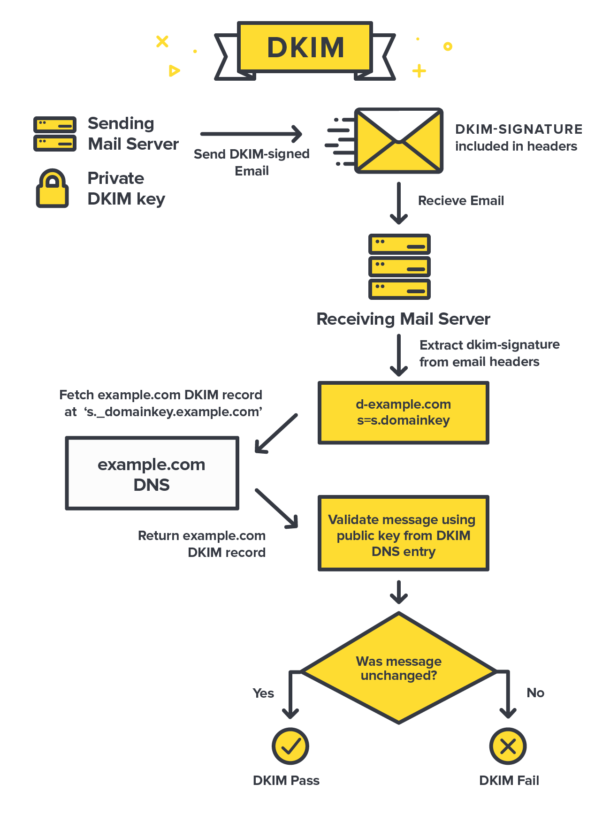 DKIM
Sending
Mail Server
Private
DKIM key
Send DKIM-signed
Email
DKIM-SIGNATURE
included in headers
Recieve Email
Receiving Mail Server
Extract dkim-signature
from email headers
d-example.com
s=s.domainkey
Fetch example.com DKIM record
at ‘s._domainkey.example.com’
example.com
DNS
Return example.com
DKIM record
Validate message using
public key from DKIM
DNS entry
Was message
unchanged?
Yes
No
DKIM Pass
DKIM Fail